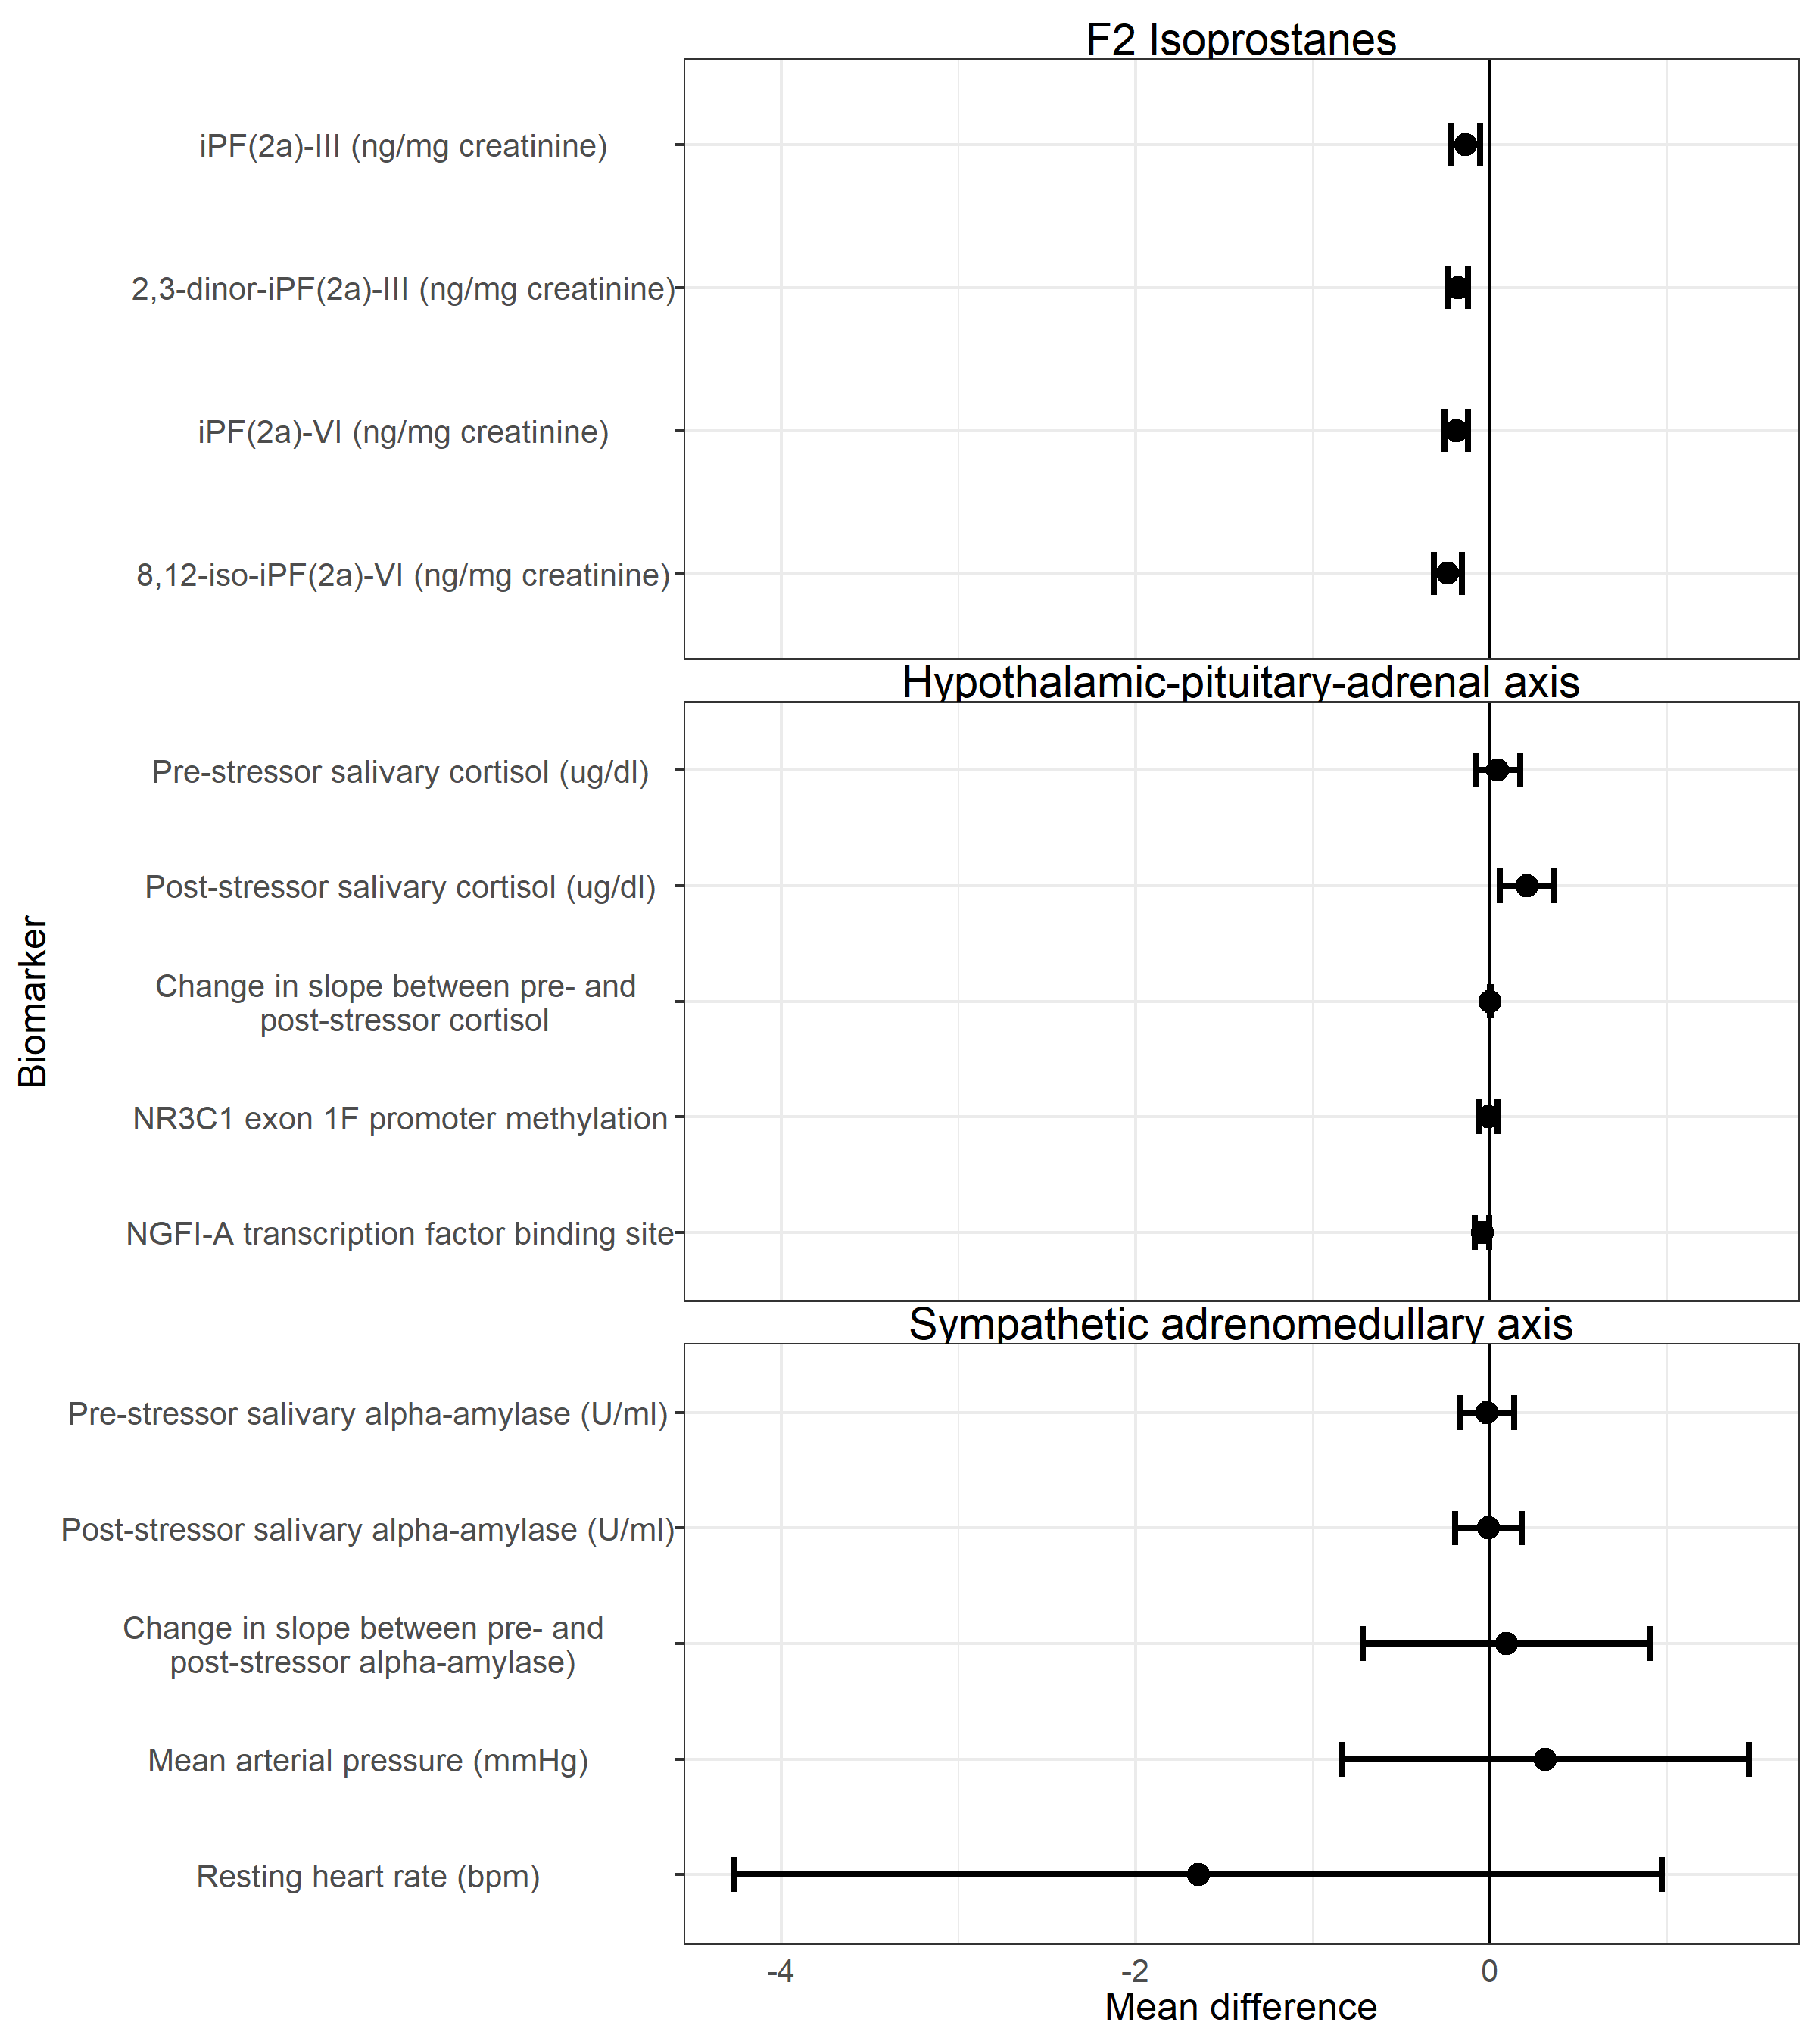 F2 Isoprostanes
iPF(2a)-III (ng/mg creatinine)
2,3-dinor-iPF(2a)-III (ng/mg creatinine)
iPF(2a)-VI (ng/mg creatinine)
8,12-iso-iPF(2a)-VI (ng/mg creatinine)
Hypothalamic-pituitary-adrenal axis
Pre-stressor salivary cortisol (ug/dl)
Post-stressor salivary cortisol (ug/dl)
Change in slope between pre- and
post-stressor cortisol
NR3C1 exon 1F promoter methylation
NGFI-A transcription factor binding site
Biomarker
Sympathetic adrenomedullary axis
Pre-stressor salivary alpha-amylase (U/ml)
Post-stressor salivary alpha-amylase (U/ml)
Change in slope between pre- and
post-stressor alpha-amylase)
Mean arterial pressure (mmHg)
Resting heart rate (bpm)
-4 -2 0
Mean difference